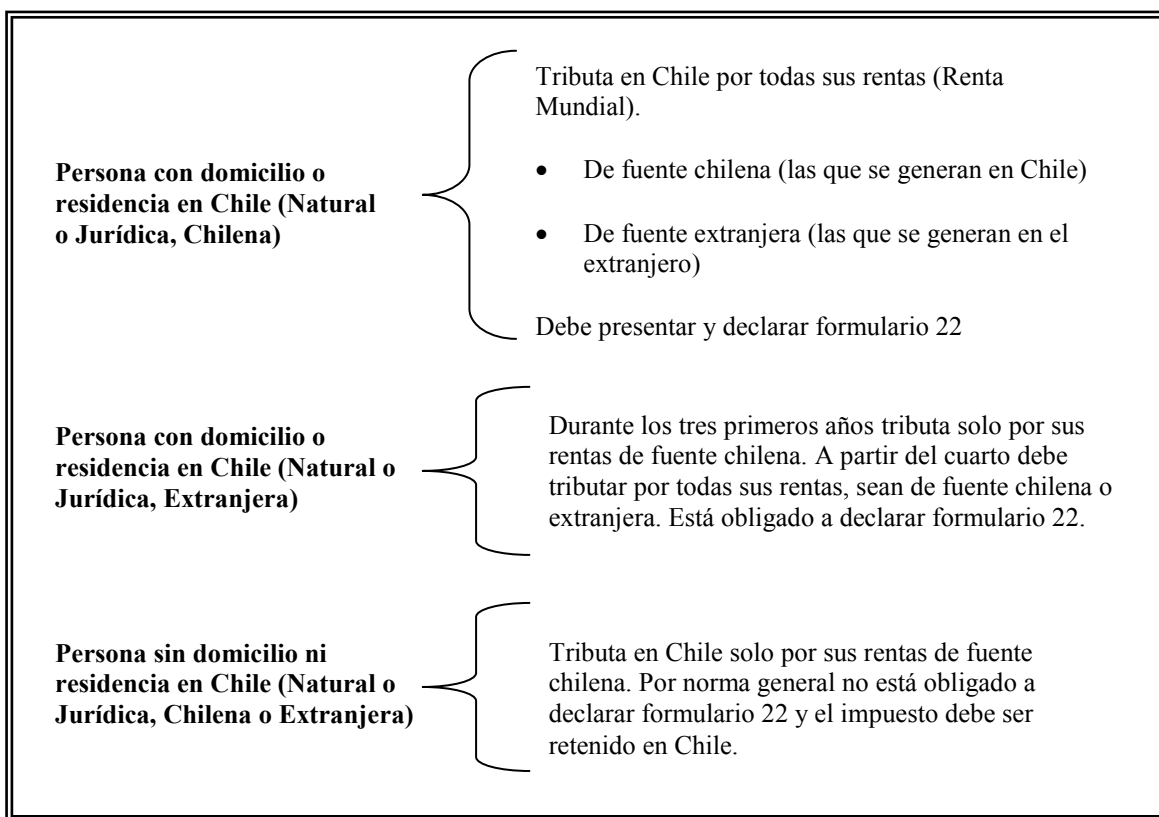 Persona con domicilio o
residencia en Chile (Natural
o Jurídica, Chilena)
Tributa en Chile por todas sus rentas (Renta
Mundial).
• De fuente chilena (las que se generan en Chile)
• De fuente extranjera (las que se generan en el
extranjero)
Debe presentar y declarar formulario 22
Persona con domicilio o
residencia en Chile (Natural o
Jurídica, Extranjera)
Durante los tres primeros años tributa solo por sus
rentas de fuente chilena. A partir del cuarto debe
tributar por todas sus rentas, sean de fuente chilena o
extranjera. Está obligado a declarar formulario 22.
Persona sin domicilio ni
residencia en Chile (Natural o
Jurídica, Chilena o Extranjera)
Tributa en Chile solo por sus rentas de fuente
chilena. Por norma general no está obligado a
declarar formulario 22 y el impuesto debe ser
retenido en Chile.